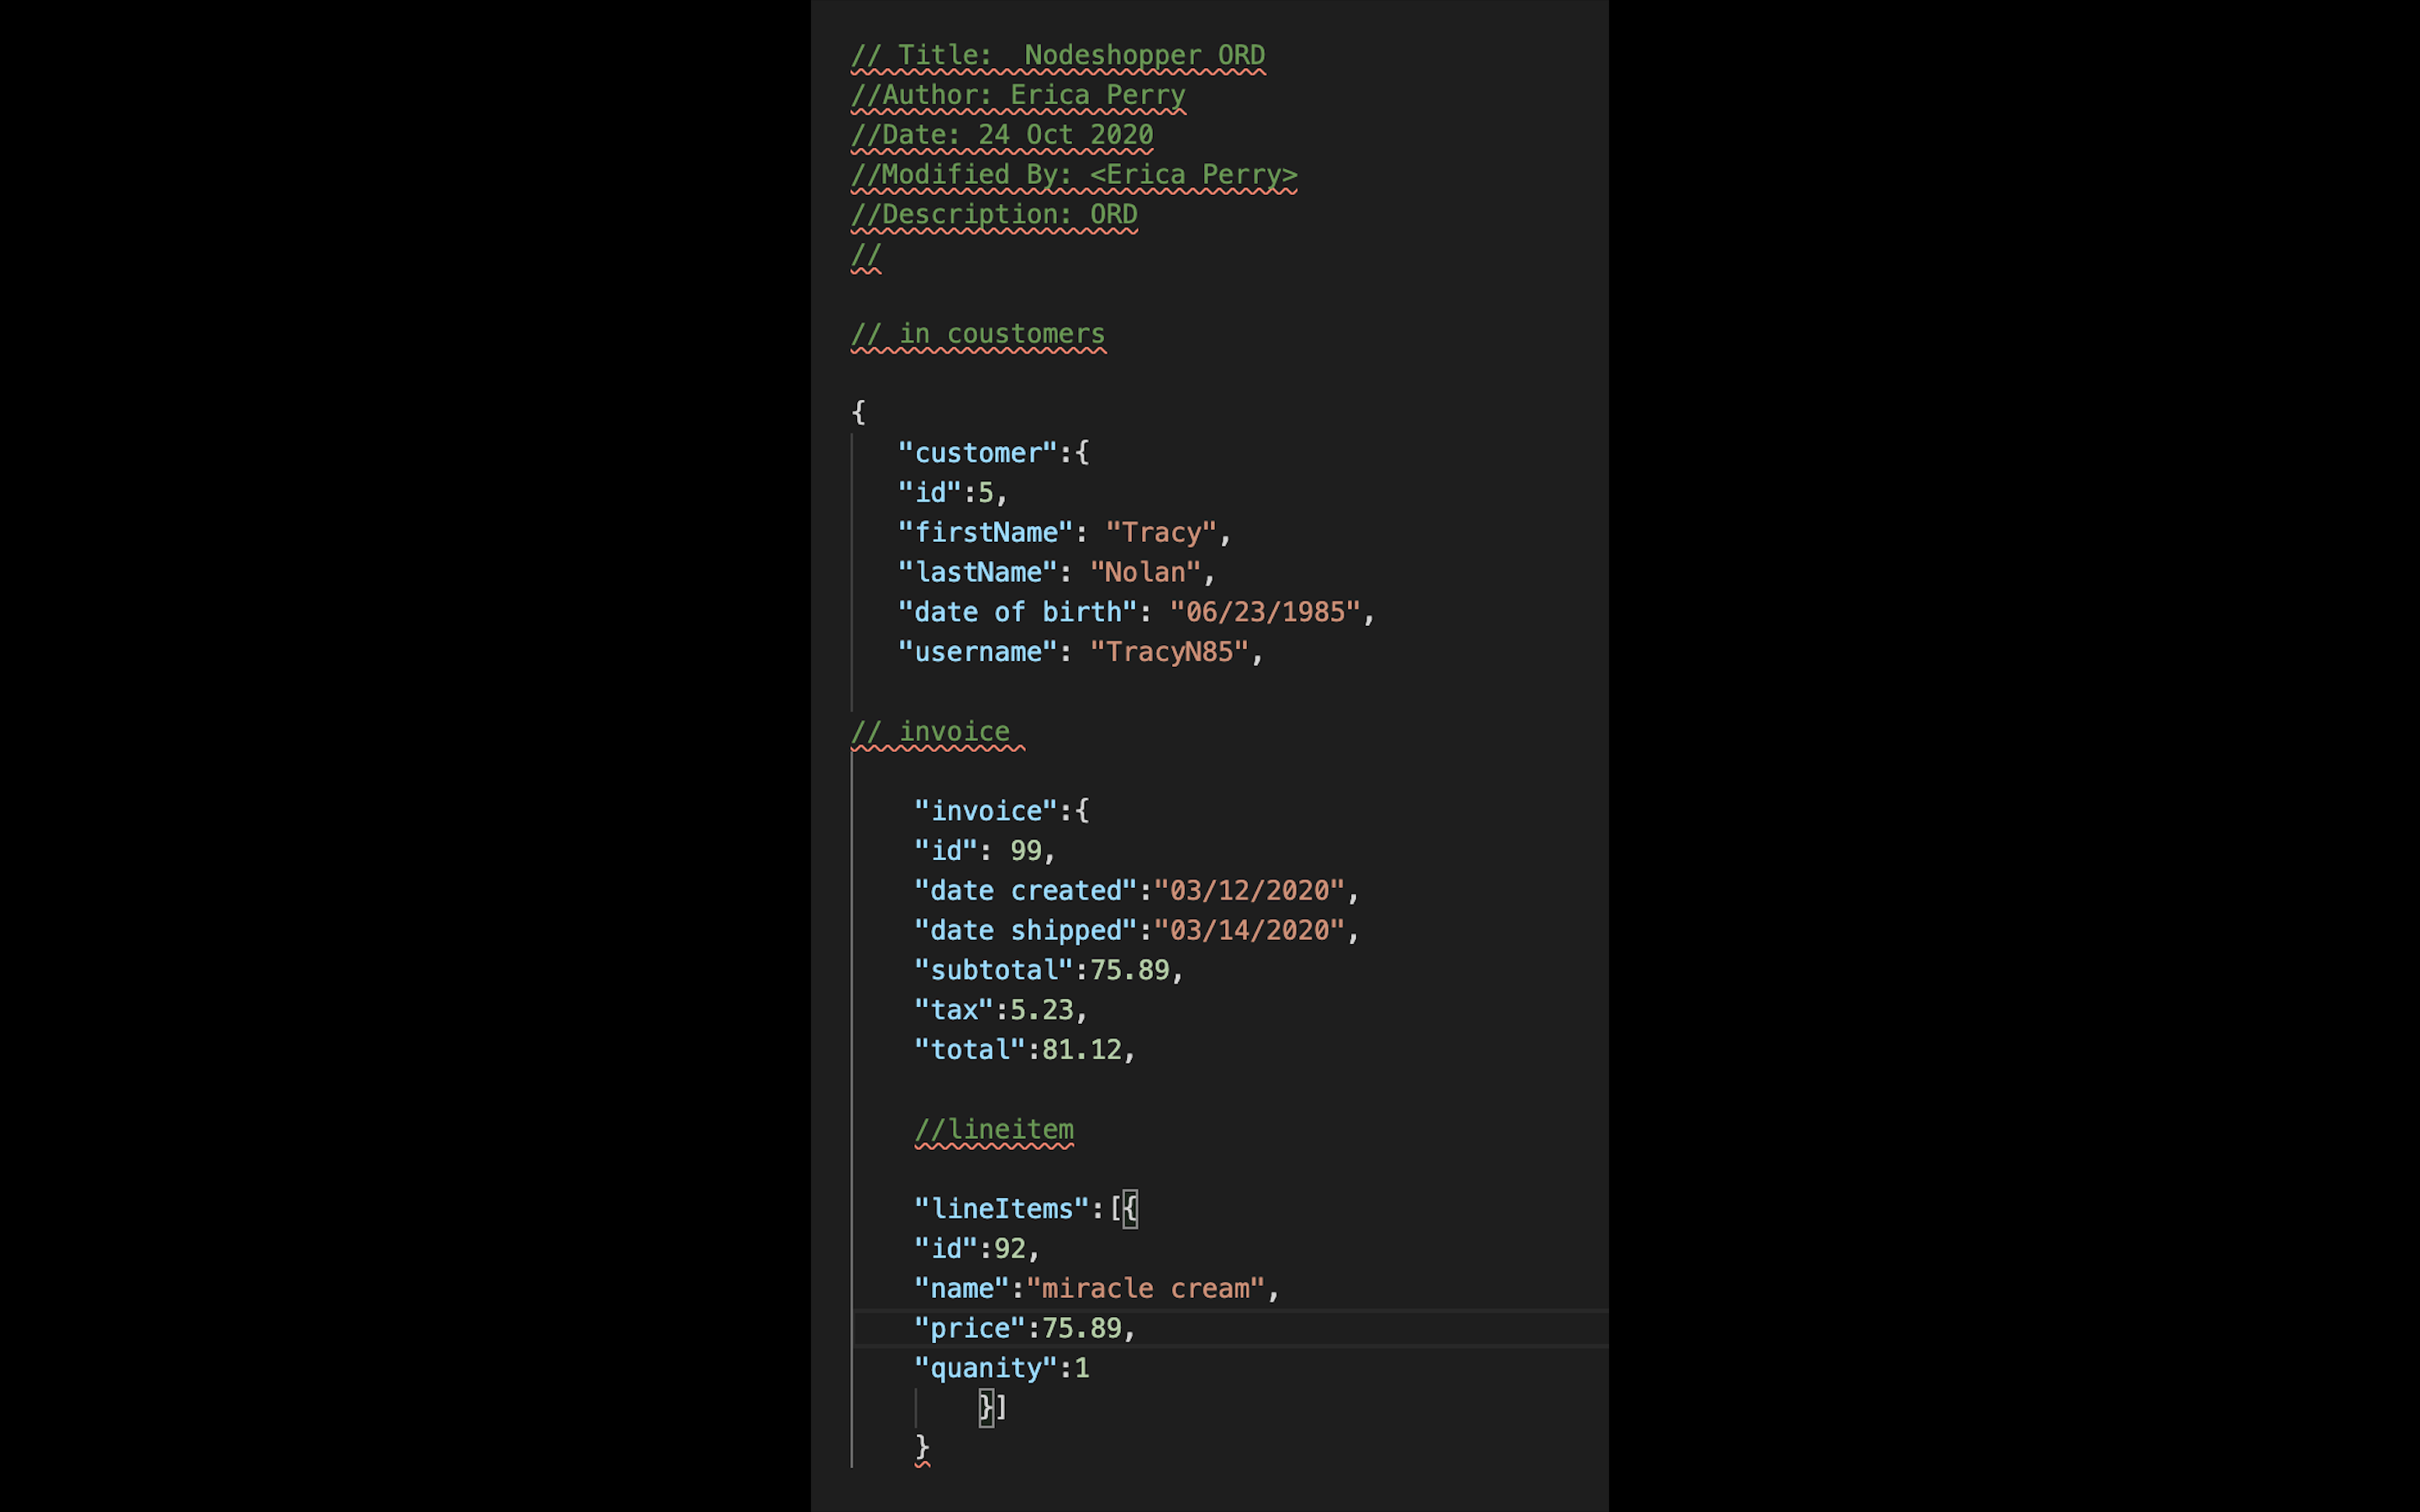 // Title:  Nodeshopper ORD
//Author: Erica Perry
//Date: 24 Oct 2020
//Modified By: <Erica Perry>
//Description: ORD
//
// in coustomers
{
"customer":{
"id":5,
"firstName": "Tracy",
"lastName": "Nolan",
"date of birth": "06/23/1985",
"username": "TracyN85",
// invoice
"invoice":{
"id": 99,
"date created":"03/12/2020",
"date shipped":"03/14/2020",
"subtotal":75.89,
"tax":5.23,
"total":81.12,
//lineitem
"lineItems":[{
"id":92,
"name":"miracle cream",
"price":75.89,
"quanity":1
}]
}